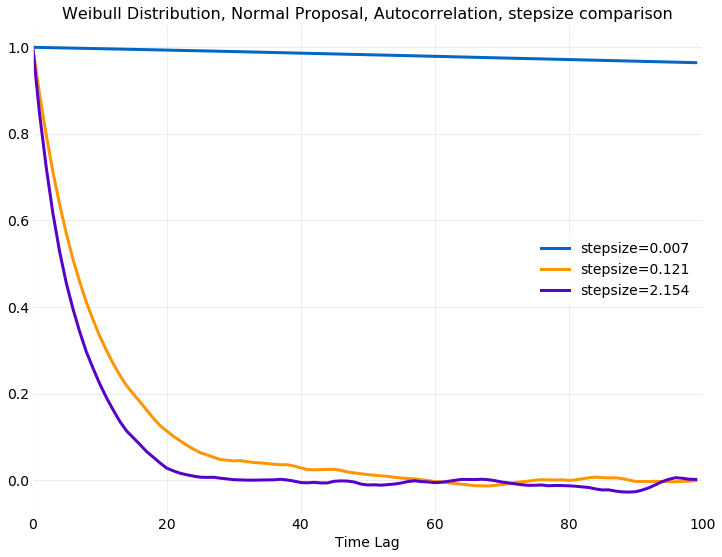 Weibull Distribution, Normal Proposal, Autocorrelation, stepsize comparison
1.0
0.8
0.6
0.4
0.2
0.0
stepsize=0.007
stepsize=0.121
stepsize=2.154
0 20 40 60 80 100
Time Lag